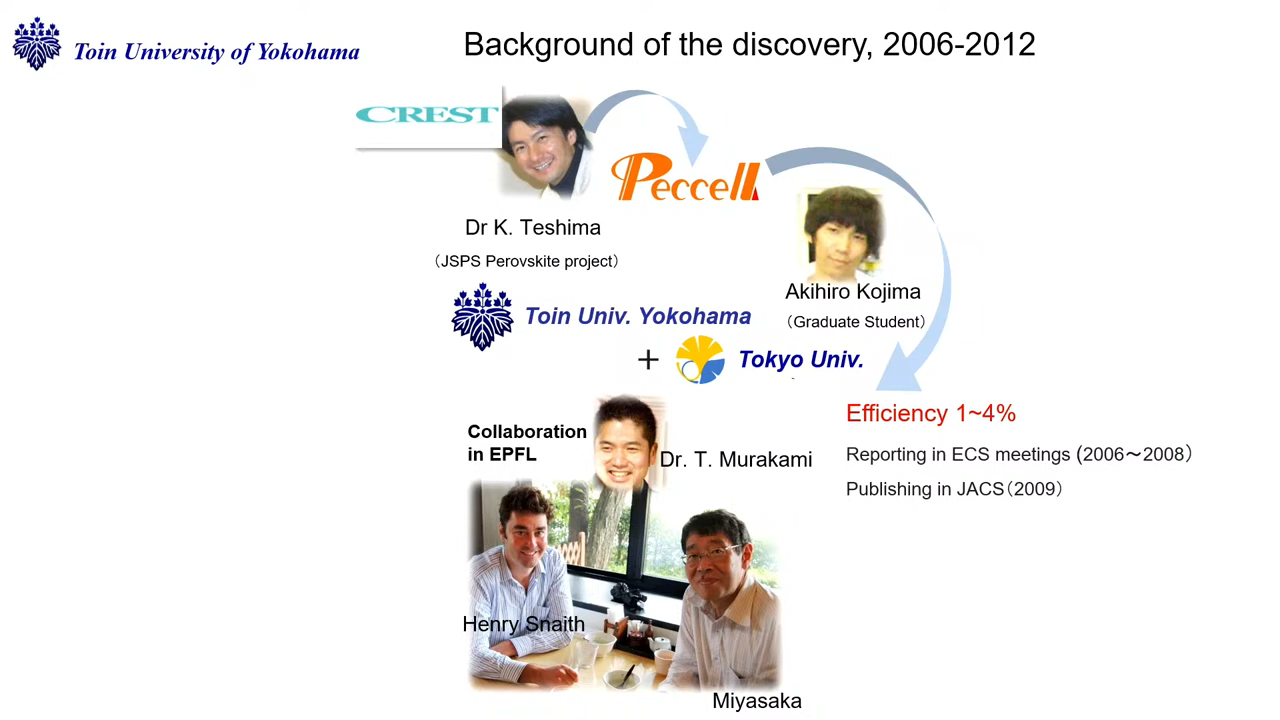 Toin University of Yokohama
Background of the discovery, 2006-2012
CREST
Peccell
Dr K. Teshima
（JSPS Perovskite project）
Akihiro Kojima
（Graduate Student）
Toin Univ. Yokohama
+
Tokyo Univ.
Efficiency 1~4%
Reporting in ECS meetings (2006～2008）
Publishing in JACS（2009）
Collaboration
in EPFL
Dr. T. Murakami
Henry Snaith
Miyasaka